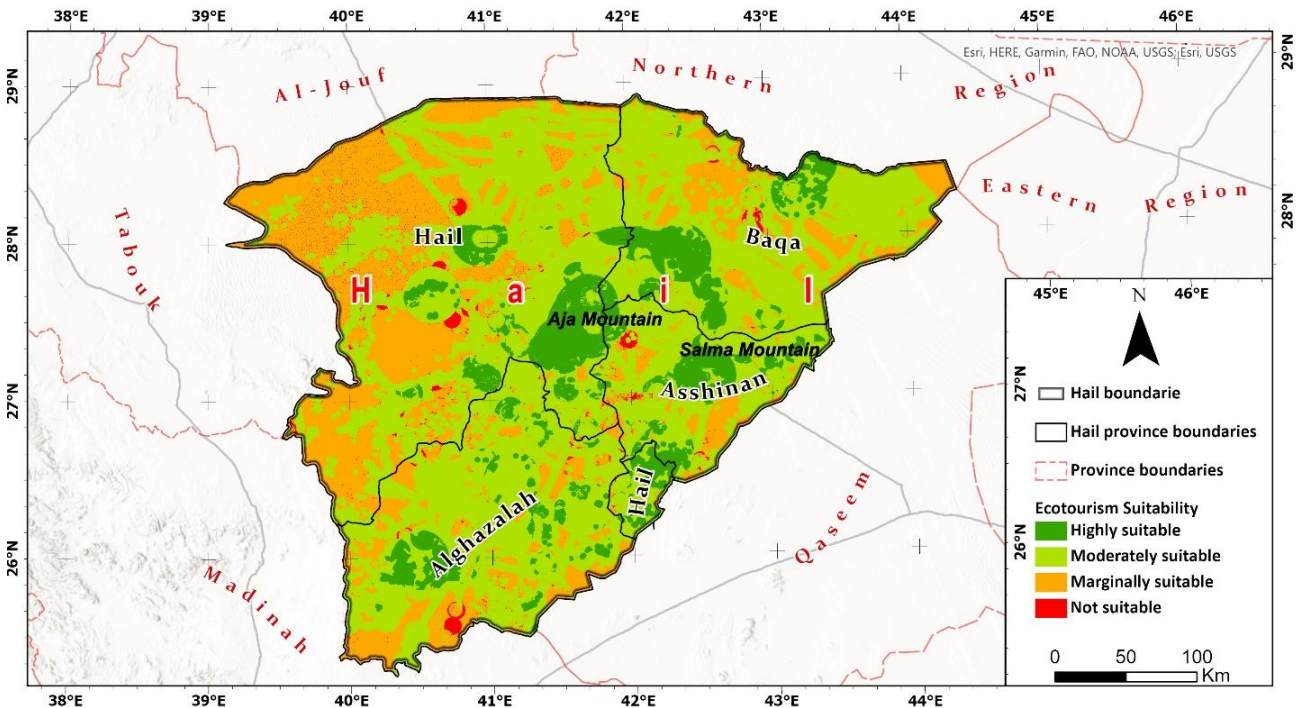 38°E 39°E 40°E 41°E 42°E 43°E 44°E 45°E 46°E
Esri, HERE, Garmin, FAO, NOAA, USGS; Esri, USGS
29°N
29°N
Al-Jouf
Northern
Region
Eastern Region
28°N
28°N
Tabouk
Hail
Baqa
H a i l
Aja Mountain
Salma Mountain
Asshinan
27°N
27°N
Hail
Alghazalah
Qaseem
Madinah
26°N
26°N
45°E 46°E
N
Hail boundarie
Hail province boundaries
Province boundaries
Ecotourism Suitability
Highly suitable
Moderately suitable
Marginally suitable
Not suitable
0 50 100
Km
38°E 39°E 40°E 41°E 42°E 43°E 44°E